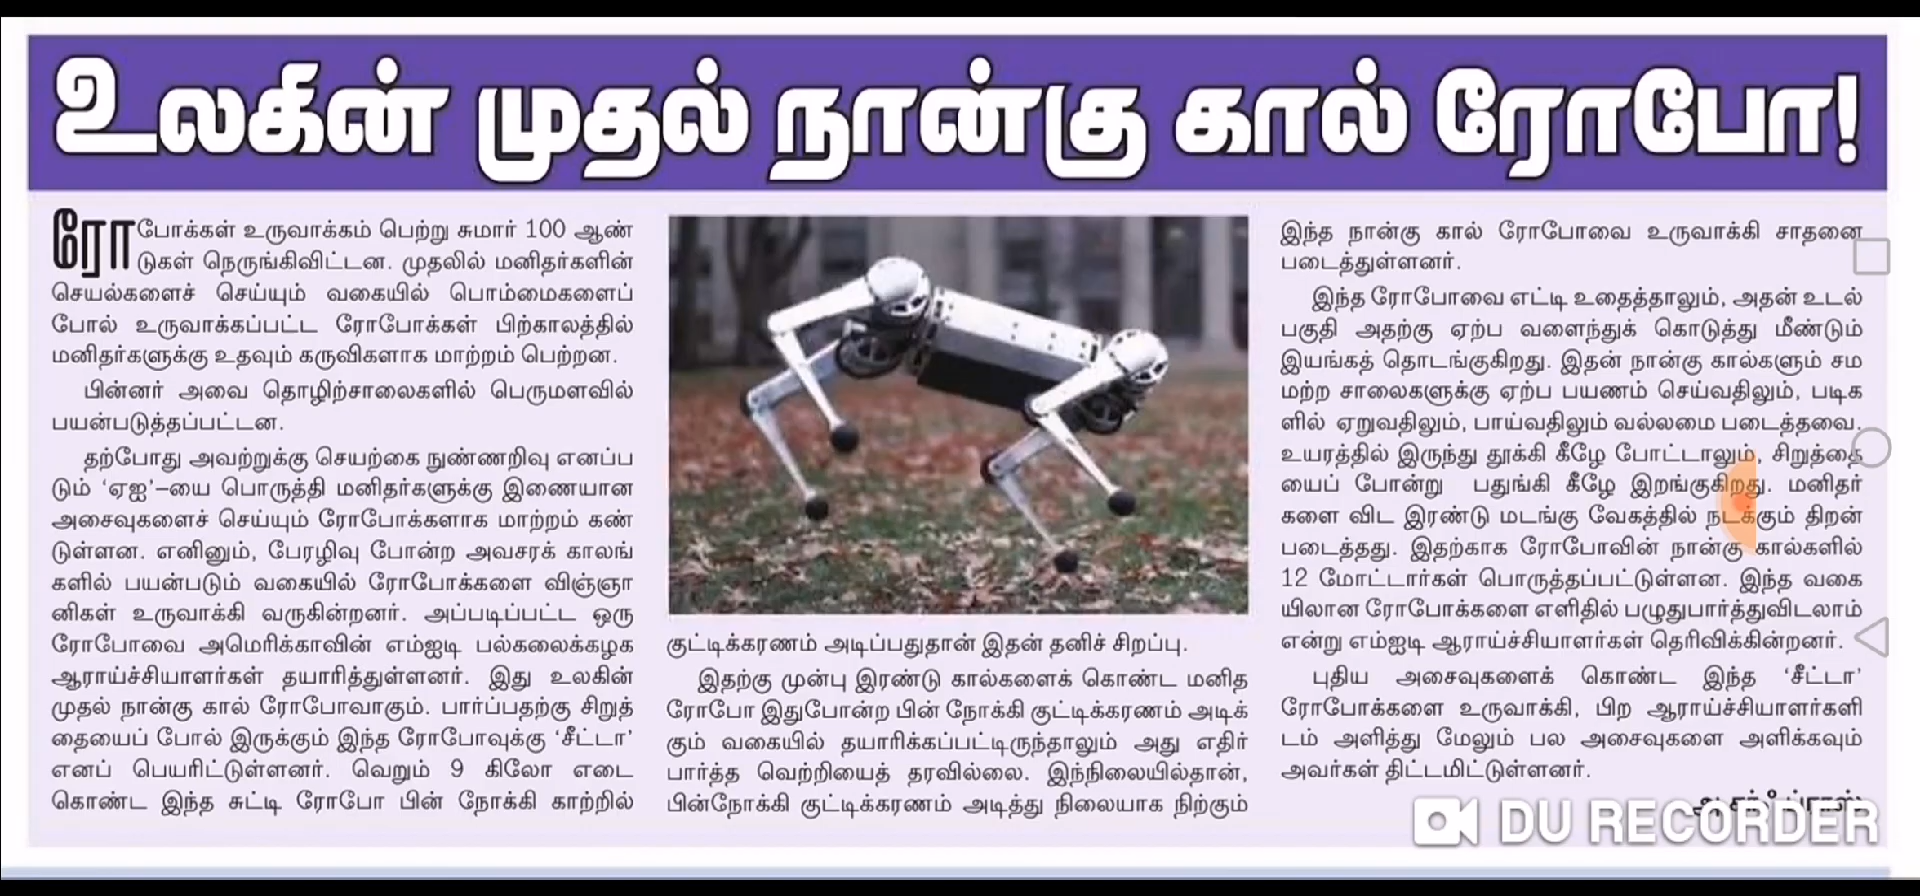 உலகின் முதல் நான்கு கால் ரோபோ!
ரோபோக்கள் உருவாக்கம் பெற்று சுமார் 100 ஆண்
டுகள் நெருங்கிவிட்டன. முதலில் மனிதர்களின்
செயல்களைச் செய்யும் வகையில் பொம்மைகளைப்
போல் உருவாக்கப்பட்ட ரோபோக்கள் பிற்காலத்தில்
மனிதர்களுக்கு உதவும் கருவிகளாக மாற்றம் பெற்றன.
பின்னர் அவை தொழிற்சாலைகளில் பெருமளவில்
பயன்படுத்தப்பட்டன.
தற்போது அவற்றுக்கு செயற்கை நுண்ணறிவு எனப்ப
டும் ‘ஏஐ’–யை பொருத்தி மனிதர்களுக்கு இணையான
அசைவுகளைச் செய்யும் ரோபோக்களாக மாற்றம் கண்
டுள்ளன. எனினும், பேரழிவு போன்ற அவசரக் காலங்
களில் பயன்படும் வகையில் ரோபோக்களை விஞ்ஞா
னிகள் உருவாக்கி வருகின்றனர். அப்படிப்பட்ட ஒரு
ரோபோவை அமெரிக்காவின் எம்ஐடி பல்கலைக்கழக
ஆராய்ச்சியாளர்கள் தயாரித்துள்ளனர். இது உலகின்
முதல் நான்கு கால் ரோபோவாகும். பார்ப்பதற்கு சிறுத்
தையைப் போல் இருக்கும் இந்த ரோபோவுக்கு ‘சீட்டா’
எனப் பெயரிட்டுள்ளனர். வெறும் 9 கிலோ எடை
கொண்ட இந்த சுட்டி ரோபோ பின் நோக்கி காற்றில்
குட்டிக்கரணம் அடிப்பதுதான் இதன் தனிச் சிறப்பு.
இதற்கு முன்பு இரண்டு கால்களைக் கொண்ட மனித
ரோபோ இதுபோன்ற பின் நோக்கி குட்டிக்கரணம் அடிக்
கும் வகையில் தயாரிக்கப்பட்டிருந்தாலும் அது எதிர்
பார்த்த வெற்றியைத் தரவில்லை. இந்நிலையில்தான்,
பின்நோக்கி குட்டிக்கரணம் அடித்து நிலையாக நிற்கும்
இந்த நான்கு கால் ரோபோவை உருவாக்கி சாதனை
படைத்துள்ளனர்.
இந்த ரோபோவை எட்டி உதைத்தாலும், அதன் உடல்
பகுதி அதற்கு ஏற்ப வளைந்துக் கொடுத்து மீண்டும்
இயங்கத் தொடங்குகிறது. இதன் நான்கு கால்களும் சம
மற்ற சாலைகளுக்கு ஏற்ப பயணம் செய்வதிலும், படிக
ளில் ஏறுவதிலும், பாய்வதிலும் வல்லமை படைத்தவை.
உயரத்தில் இருந்து தூக்கி கீழே போட்டாலும், சிறுத்தை
யைப் போன்று பதுங்கி கீழே இறங்குகிறது. மனிதர்
களை விட இரண்டு மடங்கு வேகத்தில் நடக்கும் திறன்
படைத்தது. இதற்காக ரோபோவின் நான்கு கால்களில்
12 மோட்டார்கள் பொருத்தப்பட்டுள்ளன. இந்த வகை
யிலான ரோபோக்களை எளிதில் பழுதுபார்த்துவிடலாம்
என்று எம்ஐடி ஆராய்ச்சியாளர்கள் தெரிவிக்கின்றனர்.
புதிய அசைவுகளைக் கொண்ட இந்த ‘சீட்டா’
ரோபோக்களை உருவாக்கி, பிற ஆராய்ச்சியாளர்களி
டம் அளித்து மேலும் பல அசைவுகளை அளிக்கவும்
அவர்கள் திட்டமிட்டுள்ளனர்.
DU RECORDER